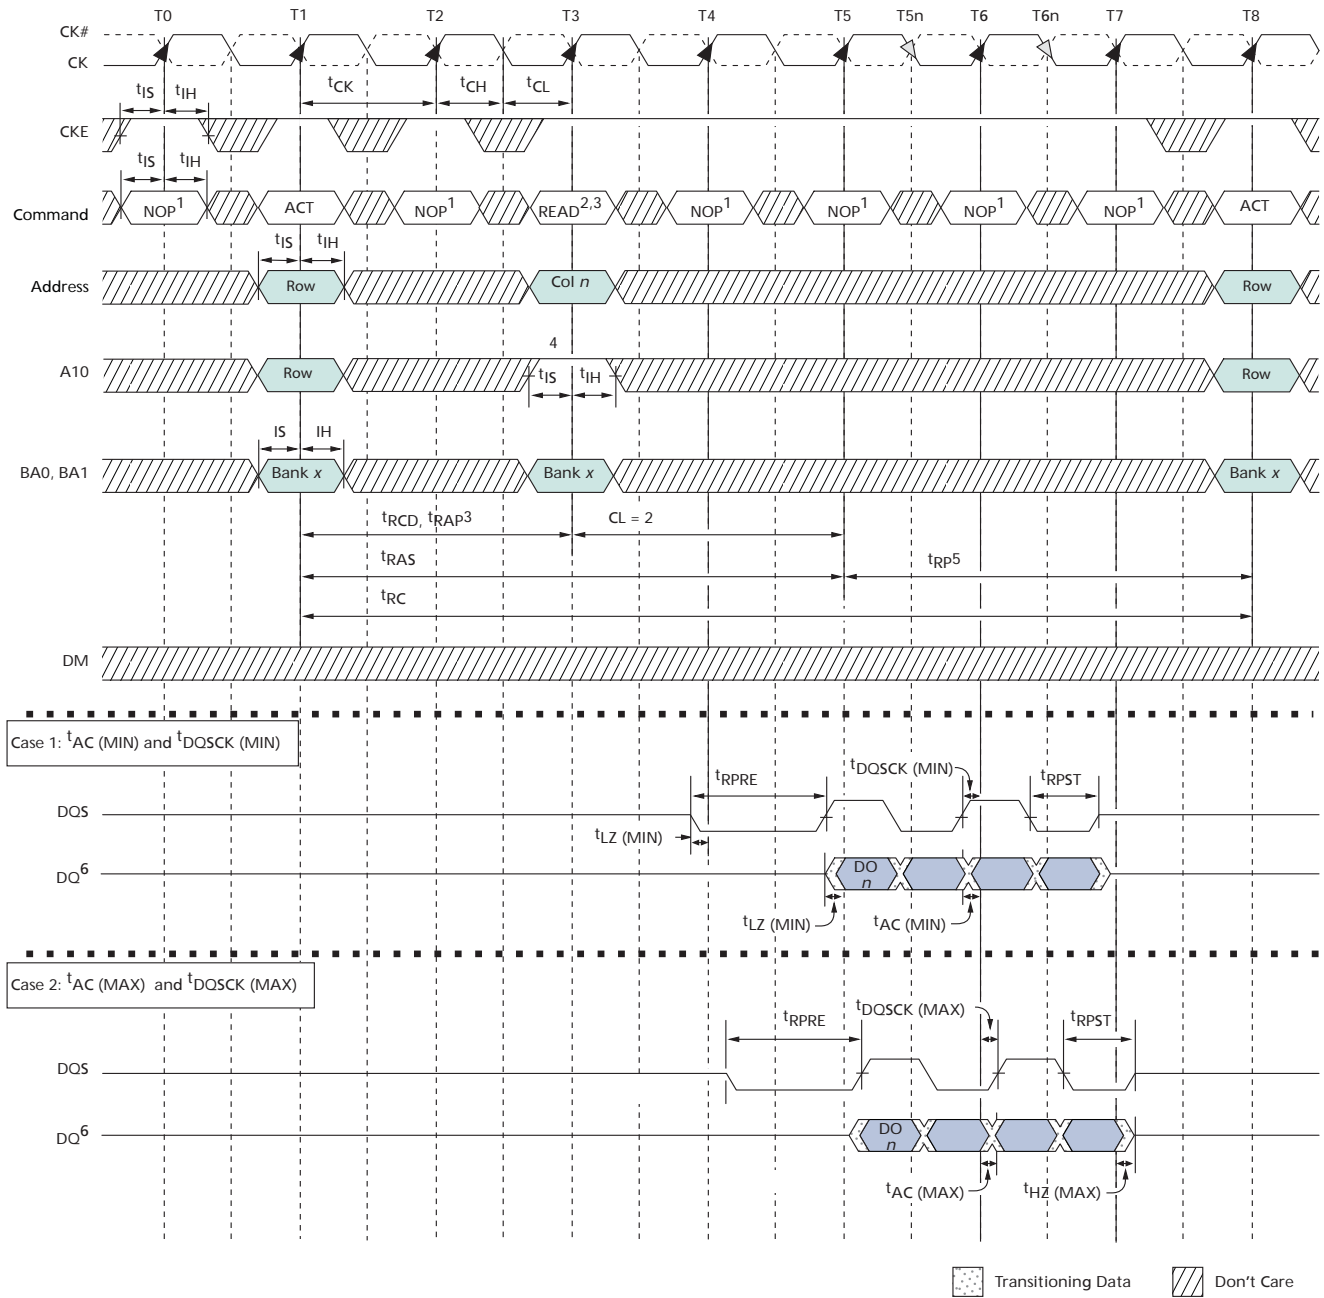 T0 T1 T2 T3 T4 T5 T5n T6 T6n T7 T8
CK#
CK
tIS tIH tCK tCH tCL
CKE
tIS tIH
Command NOP1 ACT NOP1 READ2,3 NOP1 NOP1 NOP1 NOP1 ACT
tIS tIH
Address Row Col n Row
4
A10 Row tIS tIH Row
IS IH
BA0, BA1 Bank x Bank x Bank x
tRCD, tRAP3 CL = 2
tRAS tRP5
tRC
DM
Case 1: tAC (MIN) and tDQSCK (MIN)
tRPRE tDQSCK (MIN) tRPST
DQS
tLZ (MIN)
DQ6 DO
n
tLZ (MIN) tAC (MIN)
Case 2: tAC (MAX) and tDQSCK (MAX)
tRPRE tDQSCK (MAX) tRPST
DQS
DQ6 DO
n
tAC (MAX) tHZ (MAX)
Transitioning Data Don't Care